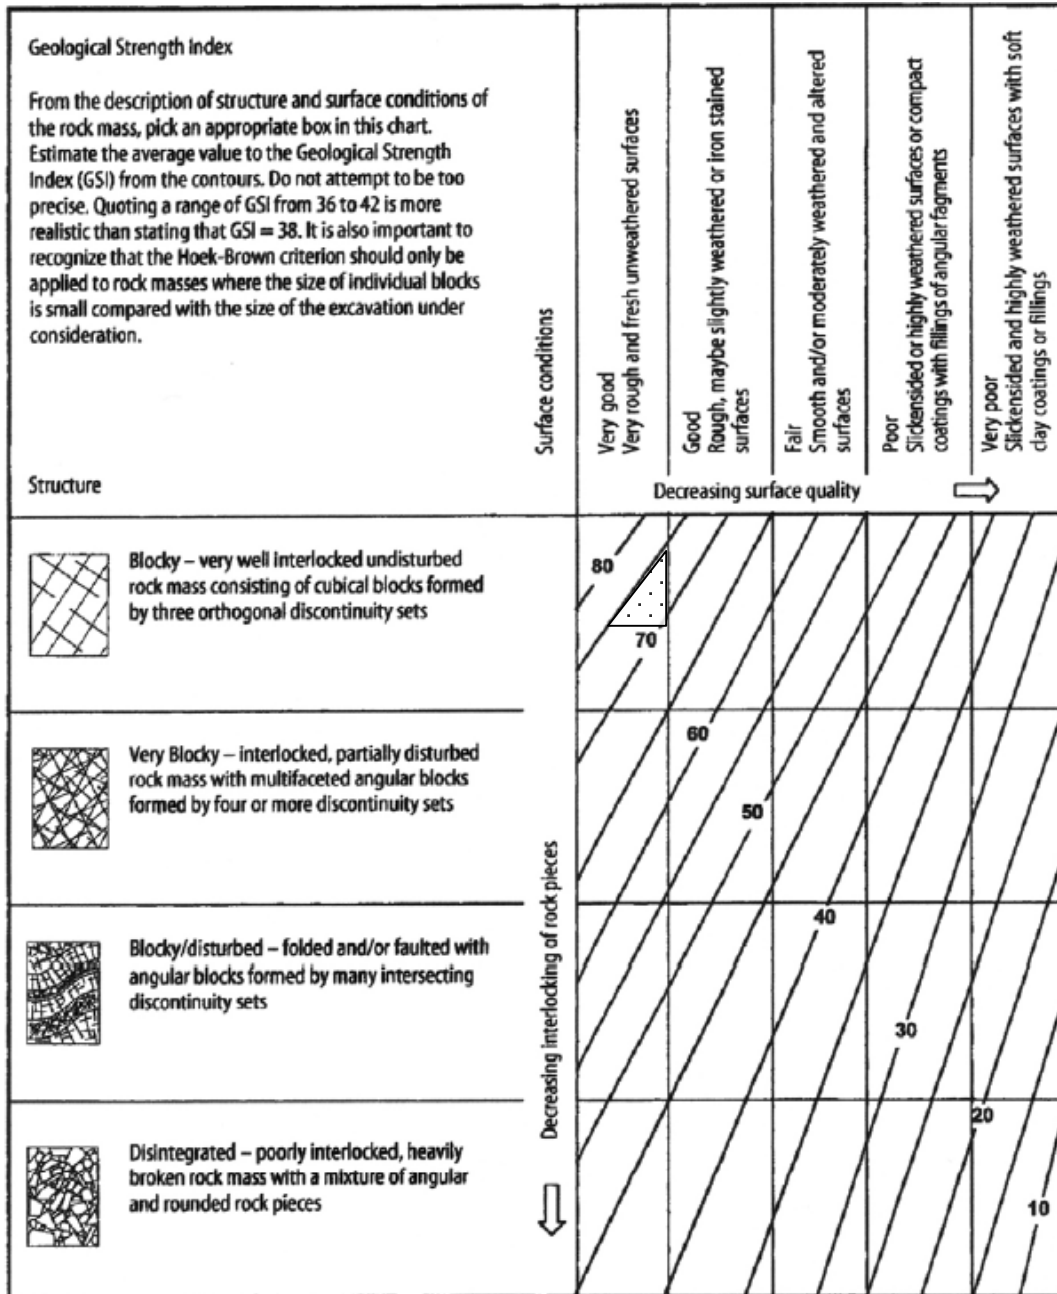 Geological Strength Index
From the description of structure and surface conditions of
the rock mass, pick an appropriate box in this chart.
Estimate the average value to the Geological Strength
Index (GSI) from the contours. Do not attempt to be too
precise. Quoting a range of GSI from 36 to 42 is more
realistic than stating that GSI = 38. It is also important to
recognize that the Hoek-Brown criterion should only be
applied to rock masses where the size of individual blocks
is small compared with the size of the excavation under
consideration.
Structure
Surface conditions
Very good
Very rough and fresh unweathered surfaces
Good
Rough, maybe slightly weathered or iron stained
surfaces
Fair
Smooth and/or moderately weathered and altered
surfaces
Poor
Slickensided or highly weathered surfaces or compact
coatings with fillings of angular fagments
Very poor
Slickensided and highly weathered surfaces with soft
clay coatings or fillings
Decreasing surface quality
Blocky – very well interlocked undisturbed
rock mass consisting of cubical blocks formed
by three orthogonal discontinuity sets
Very Blocky – interlocked, partially disturbed
rock mass with multifaceted angular blocks
formed by four or more discontinuity sets
Blocky/disturbed – folded and/or faulted with
angular blocks formed by many intersecting
discontinuity sets
Disintegrated – poorly interlocked, heavily
broken rock mass with a mixture of angular
and rounded rock pieces
Decreasing interlocking of rock pieces
80
70
60
50
40
30
20
10